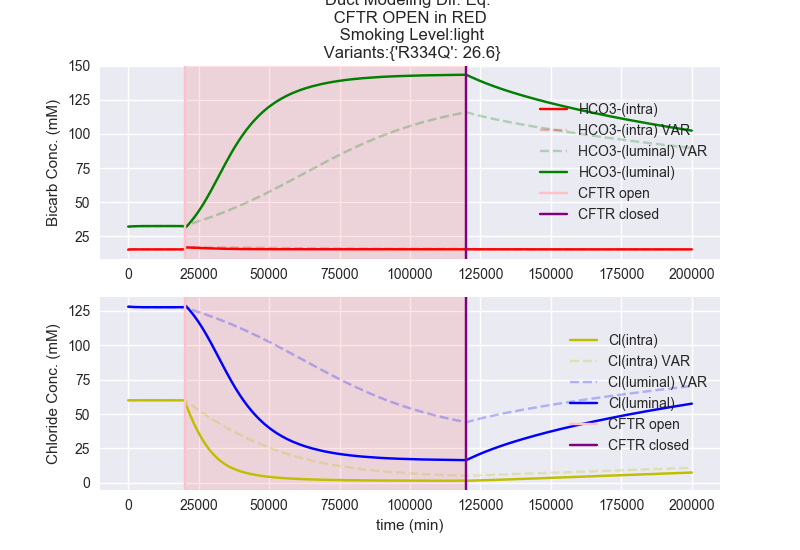 Duct Modeling Dif. Eq.
CFTR OPEN in RED
Smoking Level:light
Variants:{'R334Q': 26.6}
150
125
100
75
50
25
Bicarb Conc. (mM)
HCO3-(intra)
HCO3-(intra) VAR
HCO3-(luminal) VAR
HCO3-(luminal)
CFTR open
CFTR closed
0 25000 50000 75000 100000 125000 150000 175000 200000
125
100
75
50
25
0
Chloride Conc. (mM)
Cl(intra)
Cl(intra) VAR
Cl(luminal) VAR
Cl(luminal)
CFTR open
CFTR closed
0 25000 50000 75000 100000 125000 150000 175000 200000
time (min)